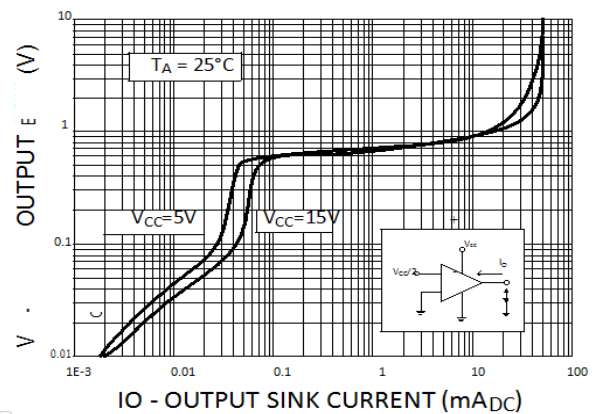 10
1
0.1
0.01
OUTPUT E (V)
V -
C
TA = 25°C
VCC=5V
VCC=15V
+
Vcc
Vcc/2
-
IO
1E-3 0.01 0.1 1 10 100
IO - OUTPUT SINK CURRENT (mADC)